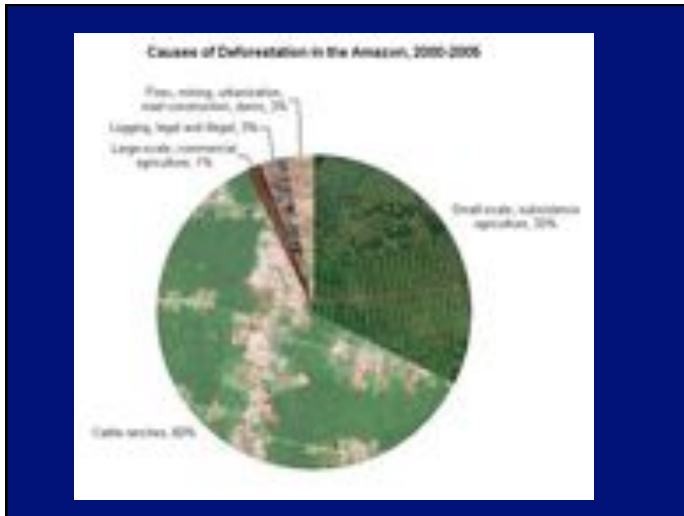 Causes of Deforestation in the Amazon, 2000-2005
Fires, mining, urbanization,
road construction, dams, 3%
Logging, legal and illegal, 3%
Large-scale, commercial
agriculture, 1%
Small-scale, subsistence
agriculture, 33%
Cattle ranches, 60%